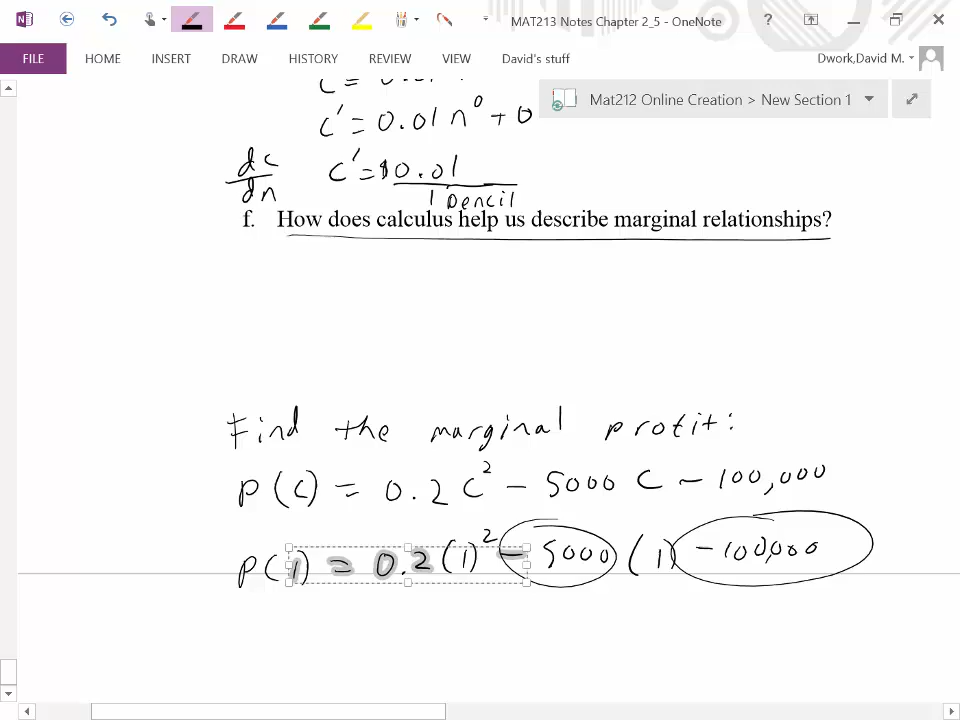 MAT213 Notes Chapter 2_5 - OneNote
?
FILE HOME INSERT DRAW HISTORY REVIEW VIEW David's stuff
Dwork,David M.
Mat212 Online Creation > New Section 1
c' = 0.01 n⁰ + 0
dc/dn c' = $0.01 / 1 pencil
f. How does calculus help us describe marginal relationships?
Find the marginal profit:
P(c) = 0.2 c² - 5000 c - 100,000
P(1) = 0.2 (1)² - 5000 (1) - 100,000